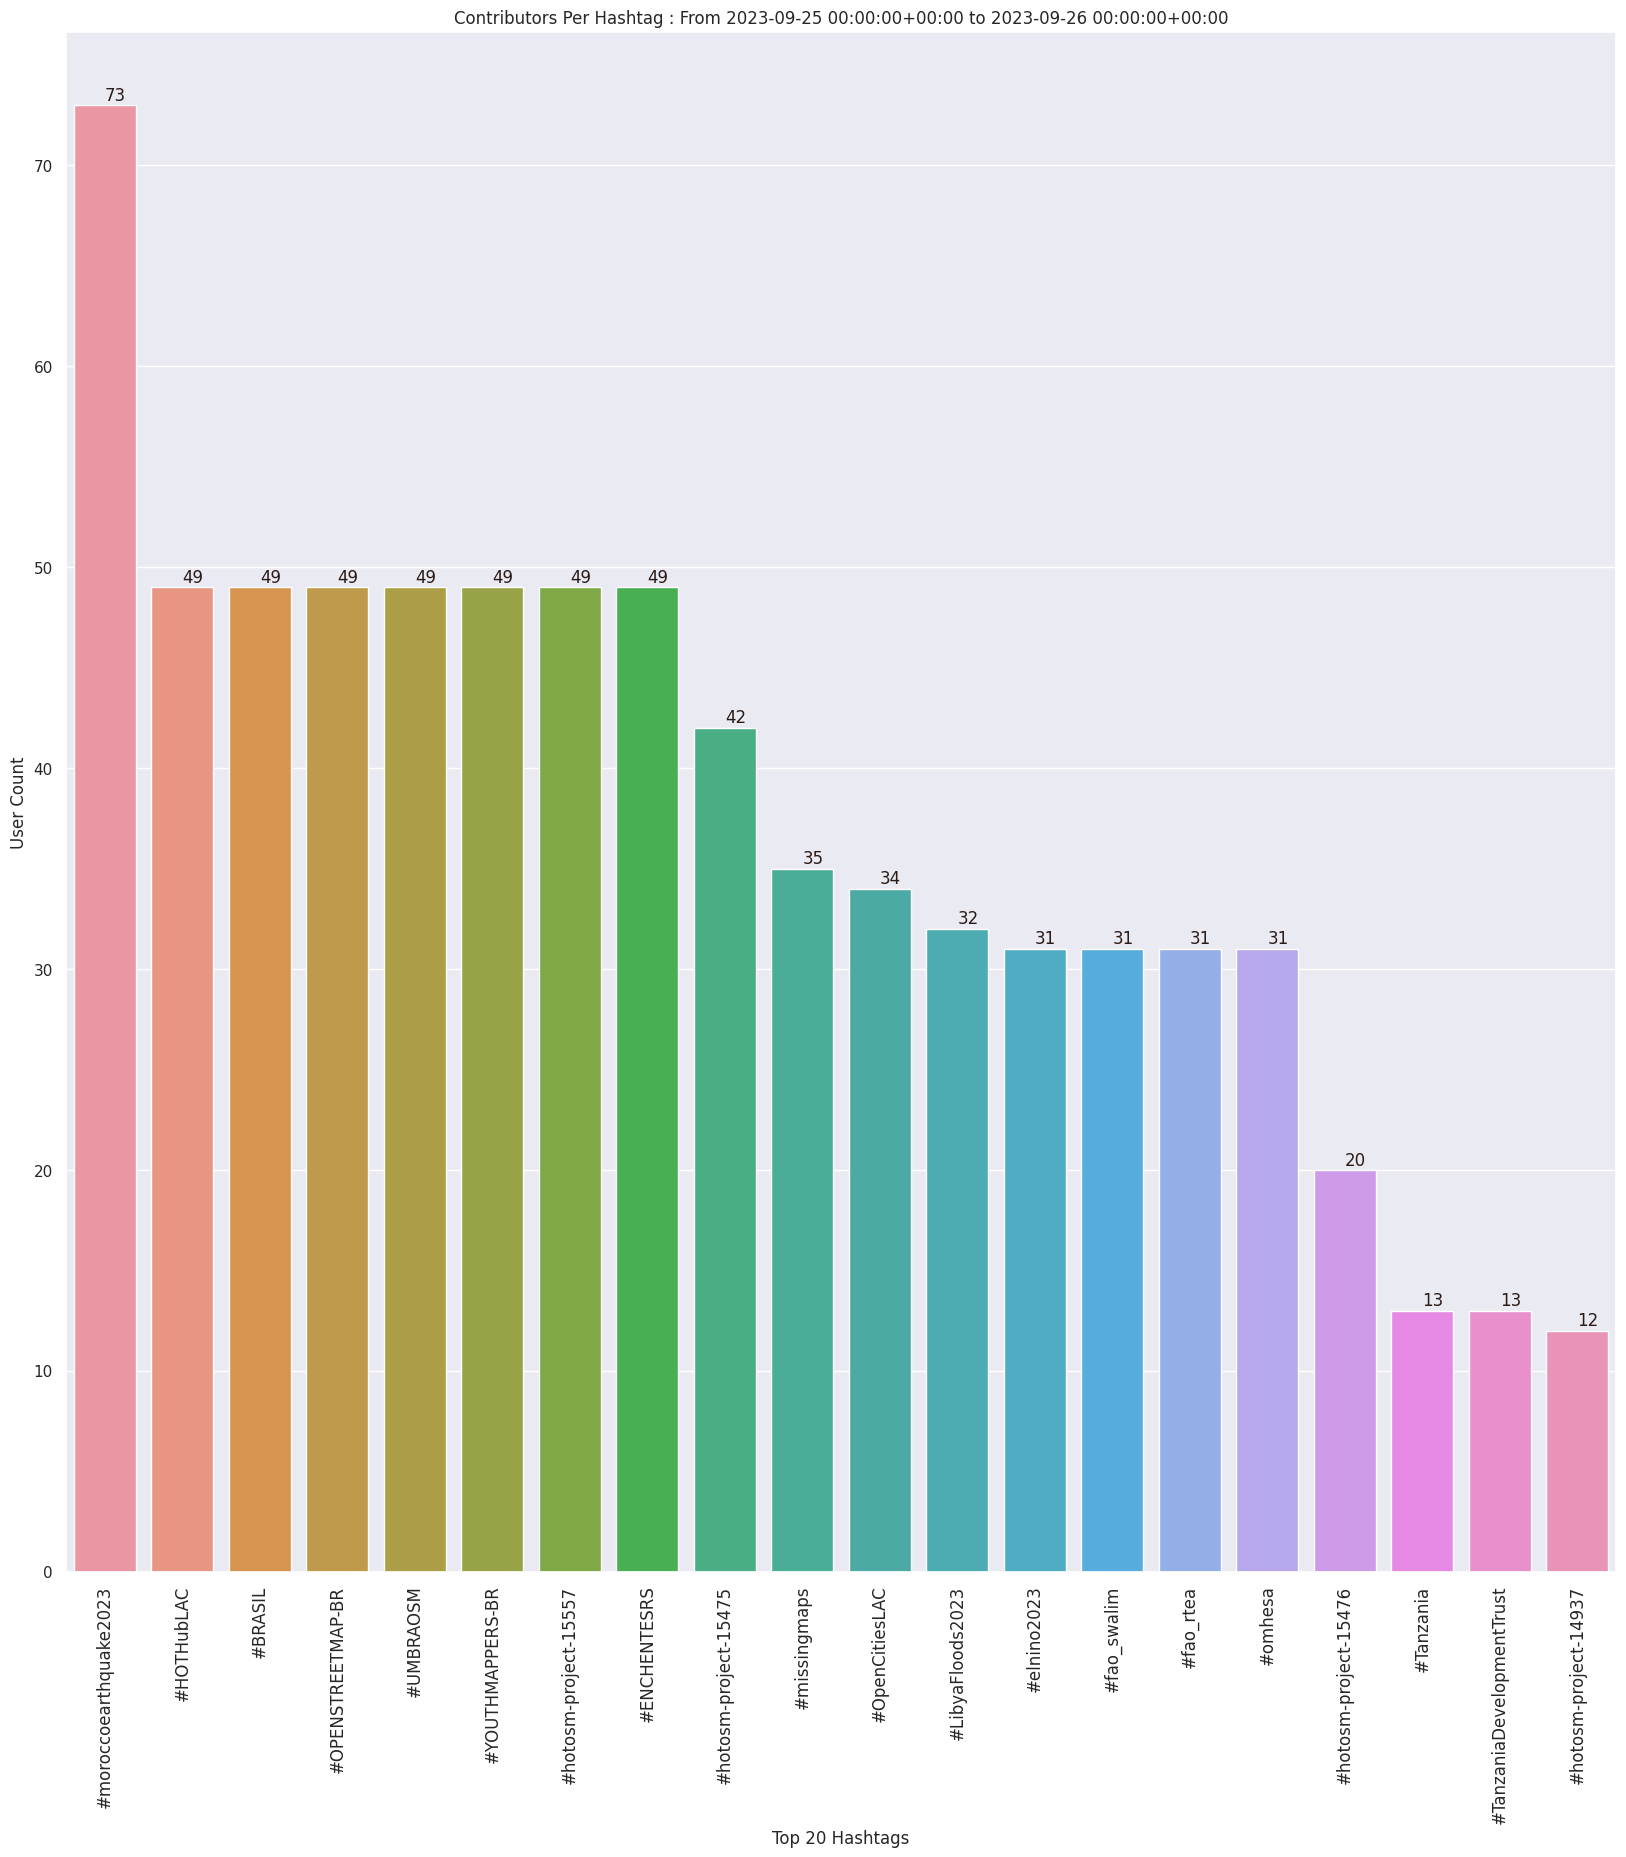 Contributors Per Hashtag : From 2023-09-25 00:00:00+00:00 to 2023-09-26 00:00:00+00:00
73
70
60
50
49
49
49
49
49
49
49
42
40
35
34
32
31
31
31
31
30
20
20
13
13
12
10
0
User Count
#moroccoearthquake2023
#HOTHubLAC
#BRASIL
#OPENSTREETMAP-BR
#UMBRAOSM
#YOUTHMAPPERS-BR
#hotosm-project-15557
#ENCHENTESRS
#hotosm-project-15475
#missingmaps
#OpenCitiesLAC
#LibyaFloods2023
#elnino2023
#fao_swalim
#fao_rtea
#omhesa
#hotosm-project-15476
#Tanzania
#TanzaniaDevelopmentTrust
#hotosm-project-14937
Top 20 Hashtags